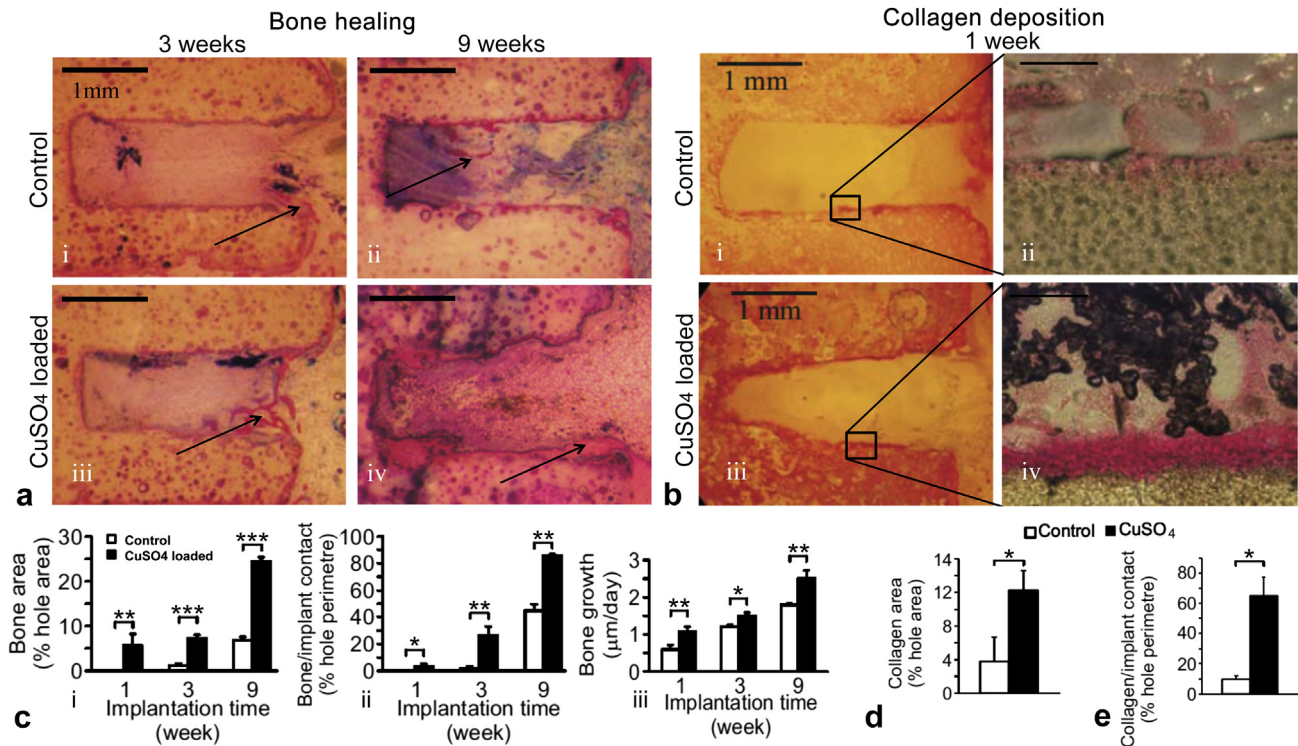 Bone healing
3 weeks
9 weeks
Collagen deposition
1 week
Control
1mm
i
ii
CuSO4 loaded
iii
iv
a
Control
1 mm
i
ii
CuSO4 loaded
1 mm
iii
iv
b
Bone area
(% hole area)
30
25
20
15
10
5
0
Control
CuSO4 loaded
**
***
***
1
3
9
i
Implantation time
(week)
c
Bone/implant contact
(% hole perimetre)
100
80
60
40
20
0
*
**
**
1
3
9
ii
Implantation time
(week)
Bone growth
(μm/day)
3
2
1
0
**
*
**
1
3
9
iii
Implantation time
(week)
Control
CuSO4
Collagen area
(% hole area)
16
12
8
4
0
*
d
Collagen/implant contact
(% hole perimetre)
80
60
40
20
0
*
e